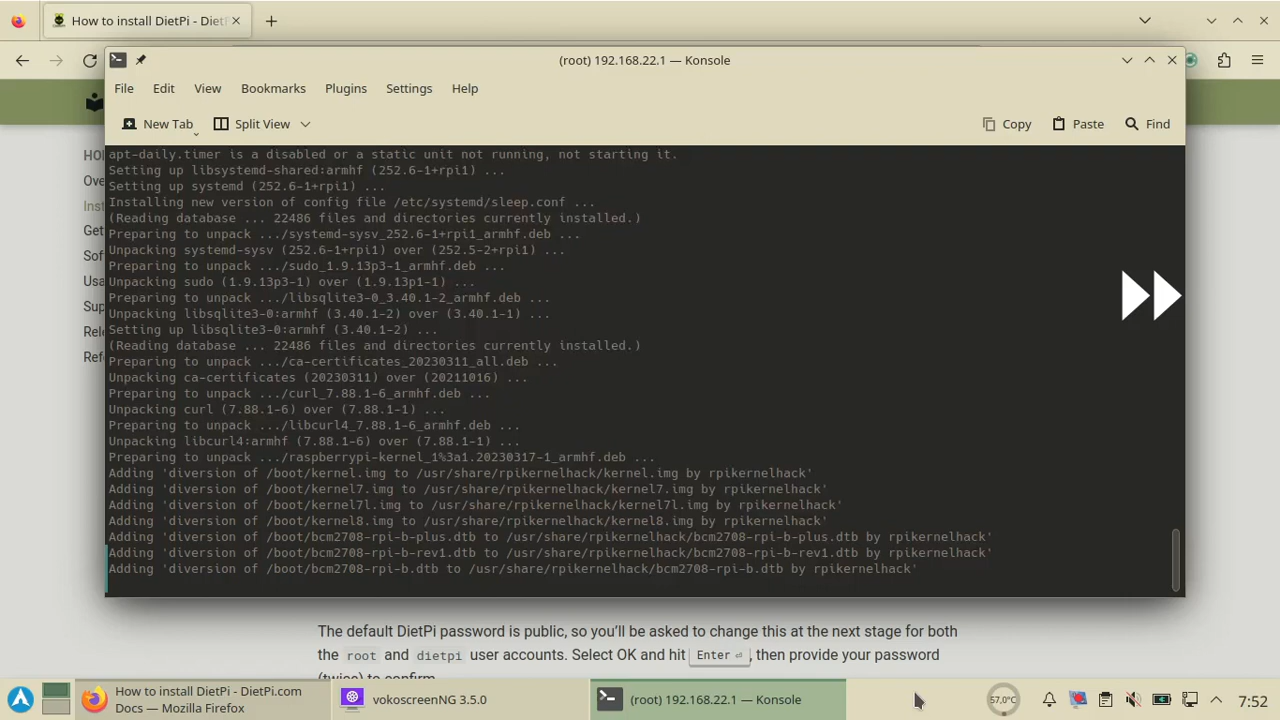 How to install DietPi - DietP
(root) 192.168.22.1 — Konsole
File Edit View Bookmarks Plugins Settings Help
New Tab Split View Copy Paste Find
HO
Ove
Inst
Get
Sof
Usa
Sup
Rele
Refe
apt-daily.timer is a disabled or a static unit not running, not starting it.
Setting up libsystemd-shared:armhf (252.6-1+rpi1) ...
Setting up systemd (252.6-1+rpi1) ...
Installing new version of config file /etc/systemd/sleep.conf ...
(Reading database ... 22486 files and directories currently installed.)
Preparing to unpack .../systemd-sysv_252.6-1+rpi1_armhf.deb ...
Unpacking systemd-sysv (252.6-1+rpi1) over (252.5-2+rpi1) ...
Preparing to unpack .../sudo_1.9.13p3-1_armhf.deb ...
Unpacking sudo (1.9.13p3-1) over (1.9.13p1-1) ...
Preparing to unpack .../libsqlite3-0_3.40.1-2_armhf.deb ...
Unpacking libsqlite3-0:armhf (3.40.1-2) over (3.40.1-1) ...
Setting up libsqlite3-0:armhf (3.40.1-2) ...
(Reading database ... 22486 files and directories currently installed.)
Preparing to unpack .../ca-certificates_20230311_all.deb ...
Unpacking ca-certificates (20230311) over (20211016) ...
Preparing to unpack .../curl_7.88.1-6_armhf.deb ...
Unpacking curl (7.88.1-6) over (7.88.1-1) ...
Preparing to unpack .../libcurl4_7.88.1-6_armhf.deb ...
Unpacking libcurl4:armhf (7.88.1-6) over (7.88.1-1) ...
Preparing to unpack .../raspberrypi-kernel_1%3a1.20230317-1_armhf.deb ...
Adding 'diversion of /boot/kernel.img to /usr/share/rpikernelhack/kernel.img by rpikernelhack'
Adding 'diversion of /boot/kernel7.img to /usr/share/rpikernelhack/kernel7.img by rpikernelhack'
Adding 'diversion of /boot/kernel7l.img to /usr/share/rpikernelhack/kernel7l.img by rpikernelhack'
Adding 'diversion of /boot/kernel8.img to /usr/share/rpikernelhack/kernel8.img by rpikernelhack'
Adding 'diversion of /boot/bcm2708-rpi-b-plus.dtb to /usr/share/rpikernelhack/bcm2708-rpi-b-plus.dtb by rpikernelhack'
Adding 'diversion of /boot/bcm2708-rpi-b-rev1.dtb to /usr/share/rpikernelhack/bcm2708-rpi-b-rev1.dtb by rpikernelhack'
Adding 'diversion of /boot/bcm2708-rpi-b.dtb to /usr/share/rpikernelhack/bcm2708-rpi-b.dtb by rpikernelhack'
The default DietPi password is public, so you'll be asked to change this at the next stage for both
the root and dietpi user accounts. Select OK and hit Enter ⏎, then provide your password
(twice) to confirm.
How to install DietPi - DietPi.com
Docs — Mozilla Firefox
vokoscreenNG 3.5.0
(root) 192.168.22.1 — Konsole
57,0°C
7:52